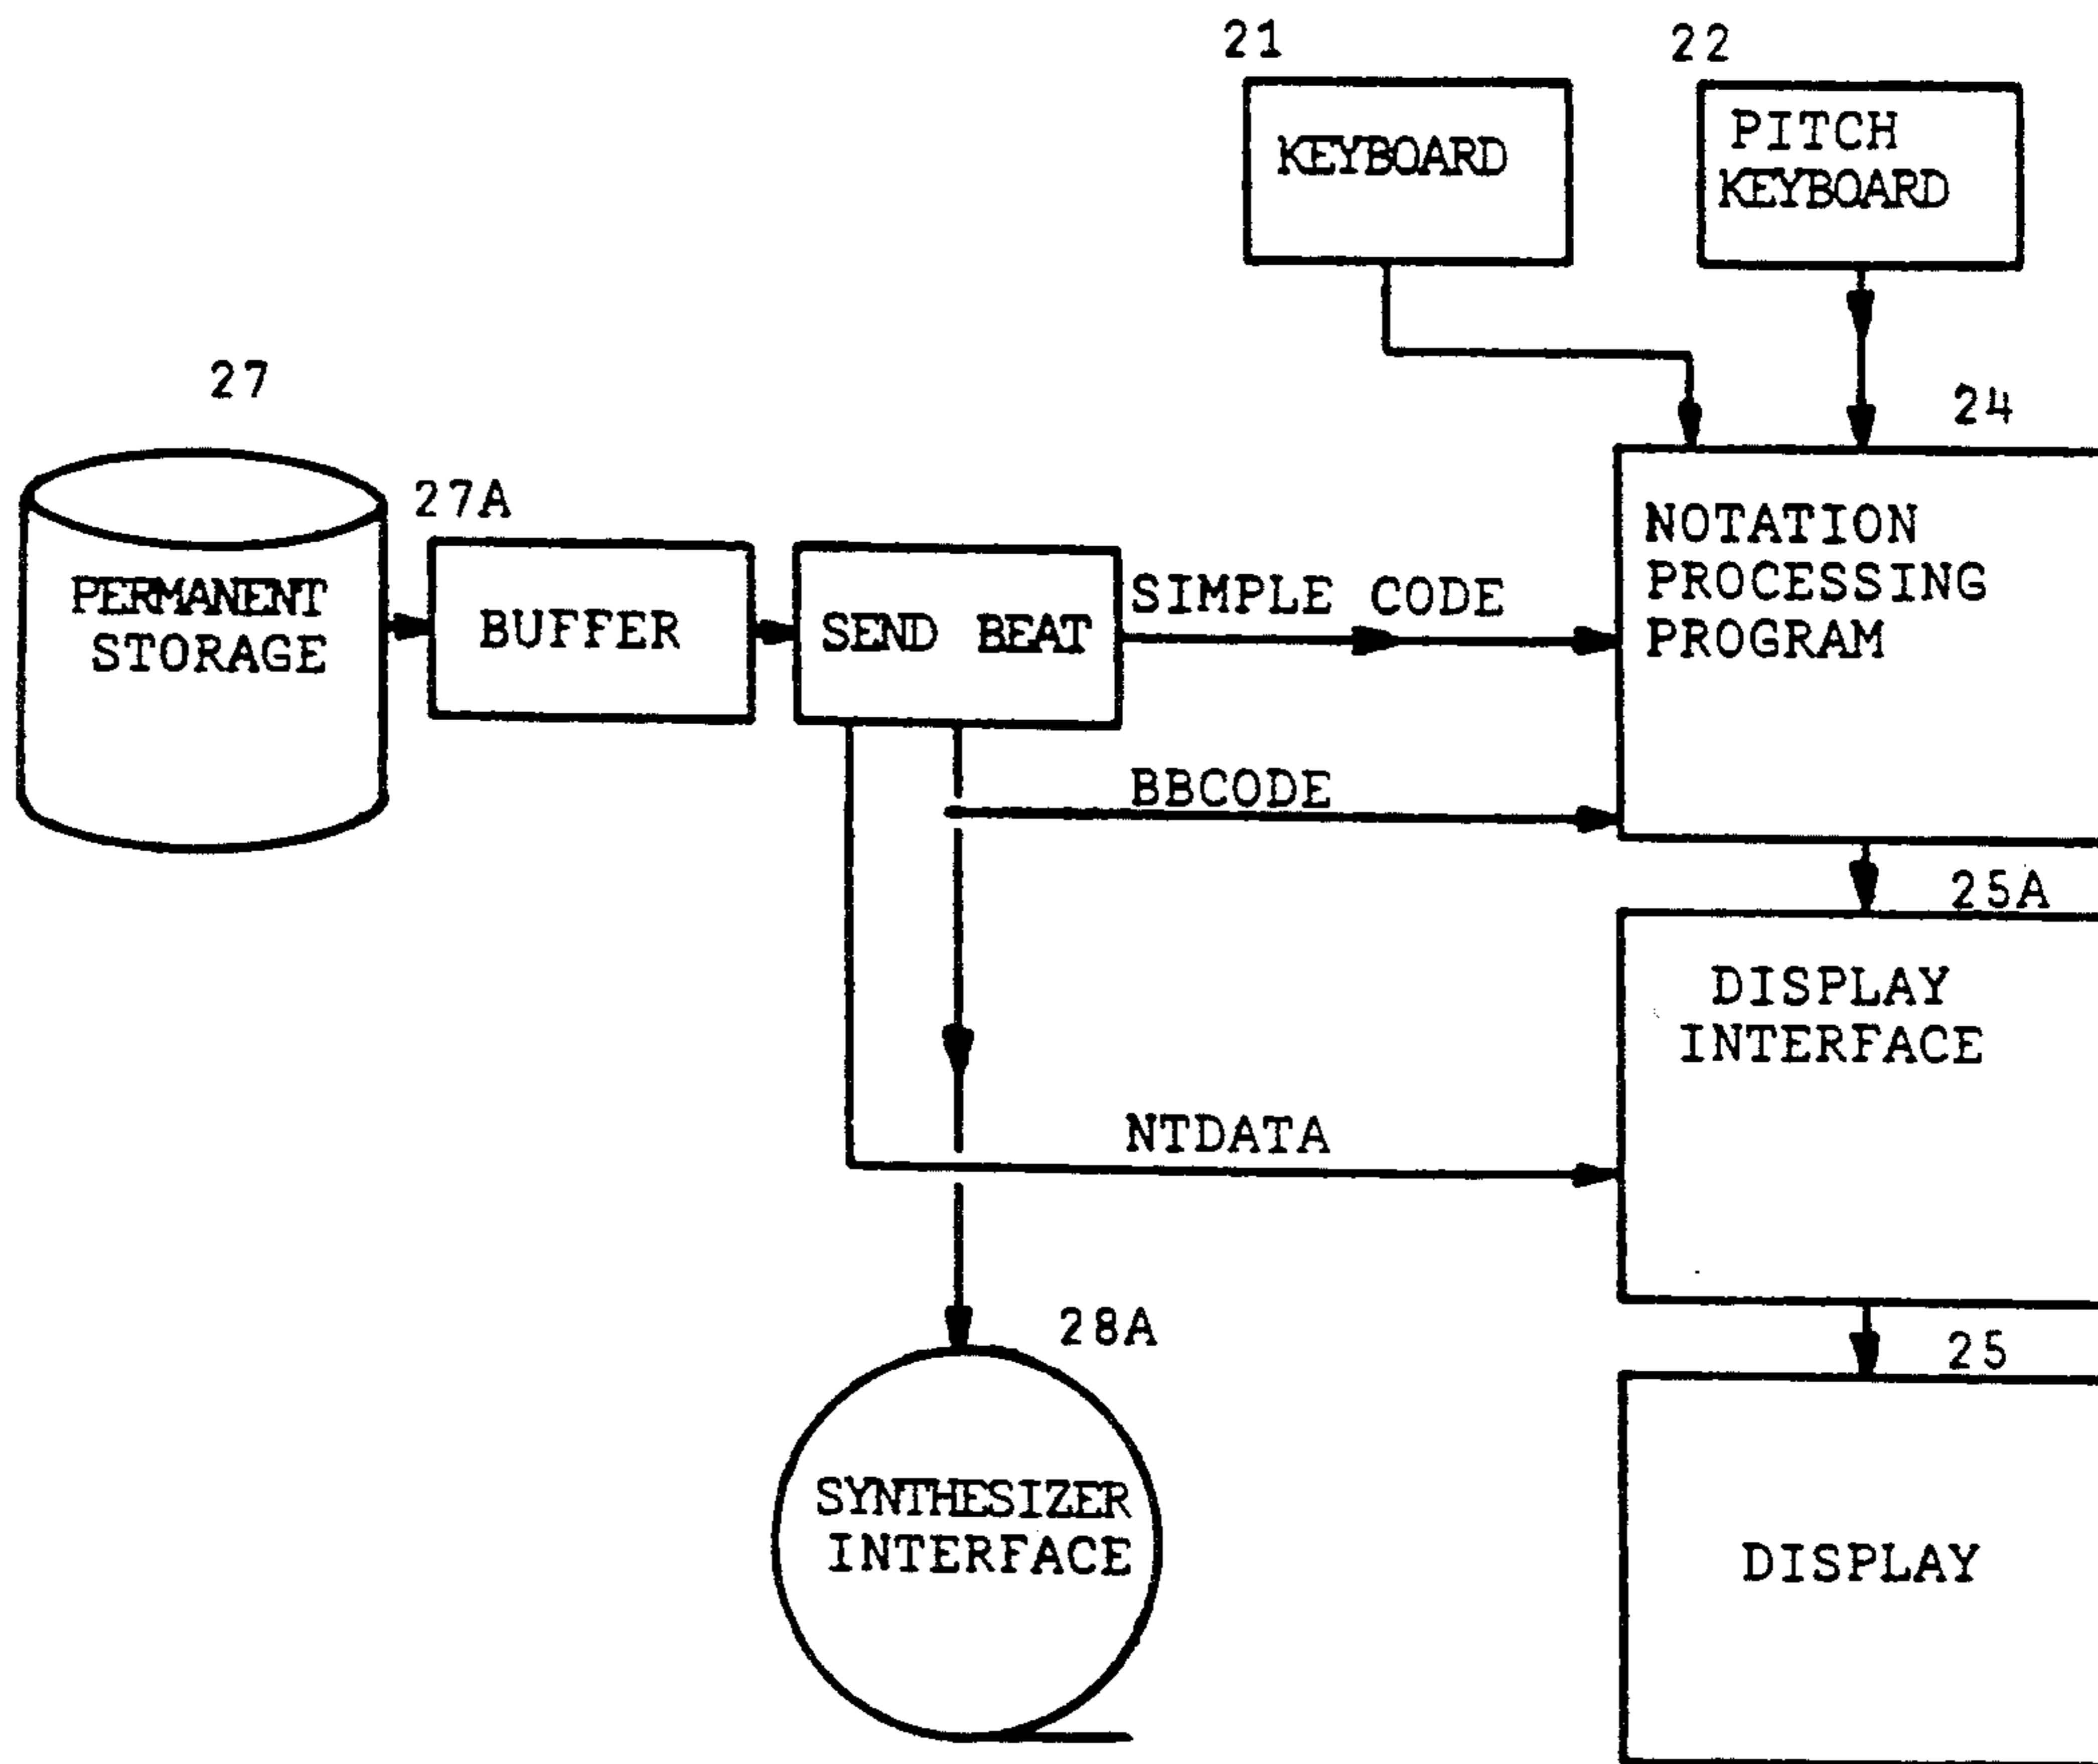 21
22
KEYBOARD
PITCH
KEYBOARD
27
24
27A
PERMANENT
STORAGE
BUFFER
SEND BEAT
SIMPLE CODE
NOTATION
PROCESSING
PROGRAM
BBCODE
25A
DISPLAY
INTERFACE
NTDATA
28A
25
SYNTHESIZER
INTERFACE
DISPLAY